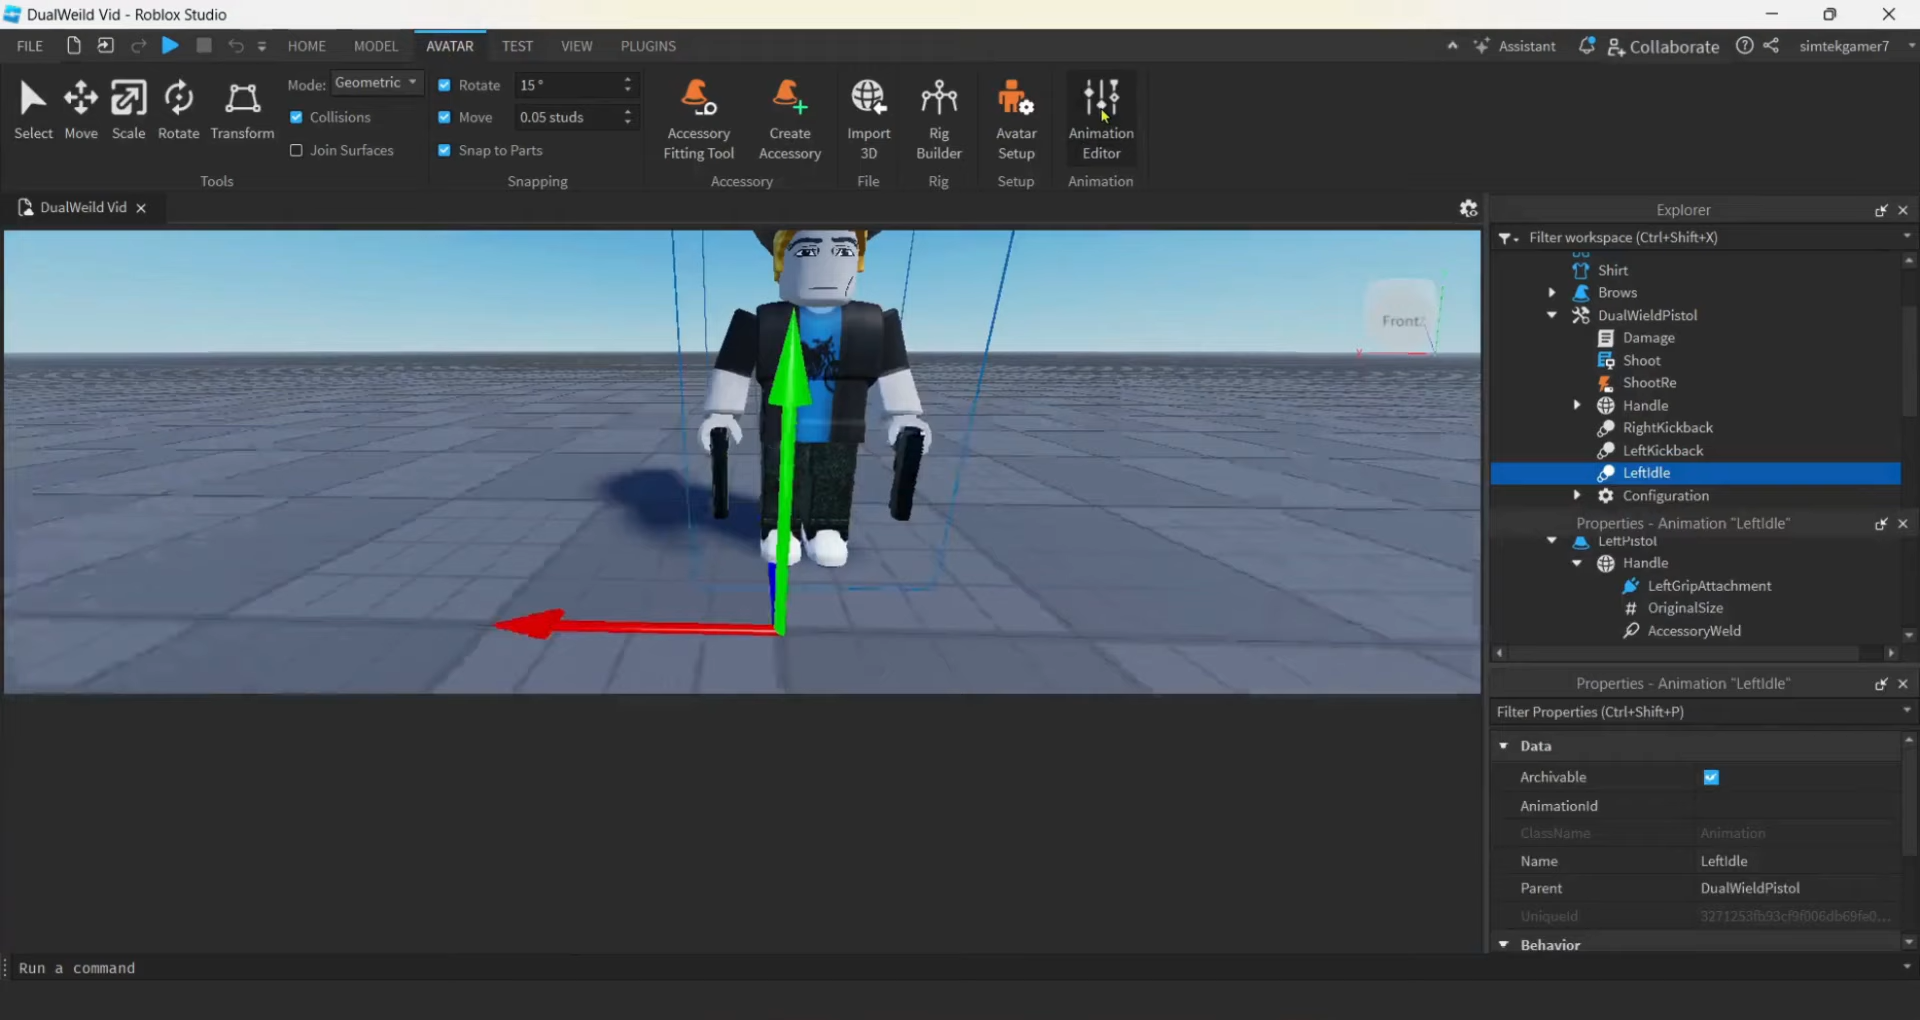 DualWeild Vid - Roblox Studio
FILE HOME MODEL AVATAR TEST VIEW PLUGINS Assistant Collaborate simtekgamer7
Select Move Scale Rotate Transform
Mode: Geometric
Collisions
Join Surfaces
Tools
Rotate 15 °
Move 0.05 studs
Snap to Parts
Snapping
Accessory
Fitting Tool
Create
Accessory
Accessory
Import
3D
File
Rig
Builder
Rig
Avatar
Setup
Setup
Animation
Editor
Animation
DualWeild Vid
Front
Explorer
Filter workspace (Ctrl+Shift+X)
Shirt
Brows
DualWieldPistol
Damage
Shoot
ShootRe
Handle
RightKickback
LeftKickback
LeftIdle
Configuration
Properties - Animation "LeftIdle"
LeftPistol
Handle
LeftGripAttachment
OriginalSize
AccessoryWeld
Properties - Animation "LeftIdle"
Filter Properties (Ctrl+Shift+P)
Data
Archivable
AnimationId
ClassName Animation
Name LeftIdle
Parent DualWieldPistol
UniqueId
Behavior
Run a command